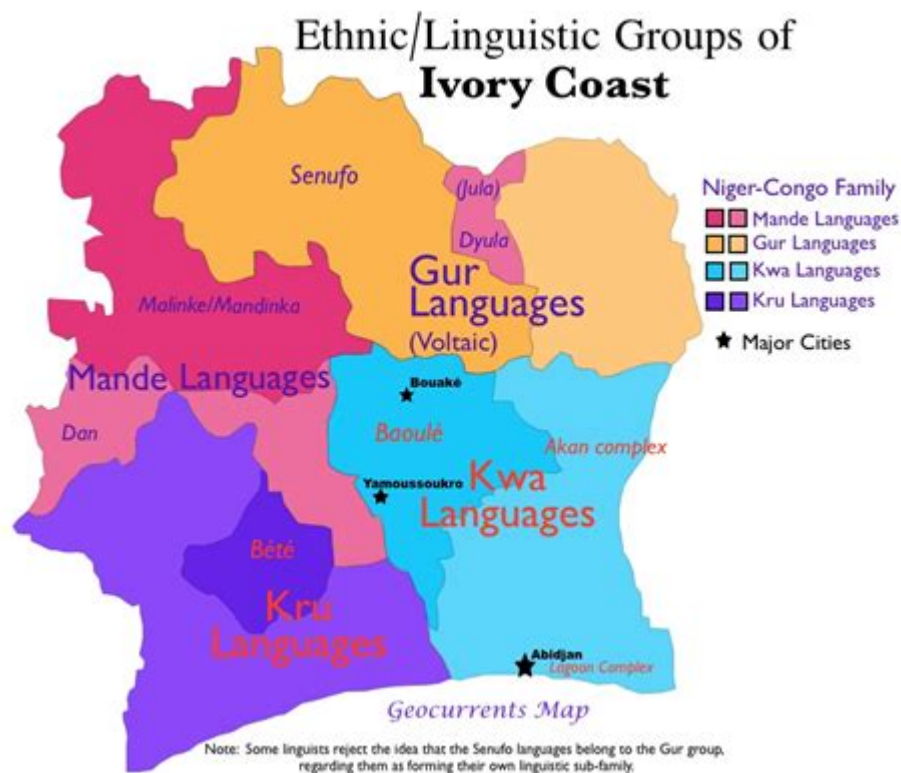 Ethnic/Linguistic Groups of
Ivory Coast
Senufo
(Jula)
Dyula
Gur
Languages
(Voltaic)
Malinke/Mandinka
Mande Languages
Dan
Bouaké
Baoulé
Akan complex
Yamoussoukro
Kwa
Languages
Bété
Kru
Languages
Abidjan
Lagoon Complex
Niger-Congo Family
Mande Languages
Gur Languages
Kwa Languages
Kru Languages
Major Cities
Geocurrents Map
Note: Some linguists reject the idea that the Senufo languages belong to the Gur group,
regarding them as forming their own linguistic sub-family.